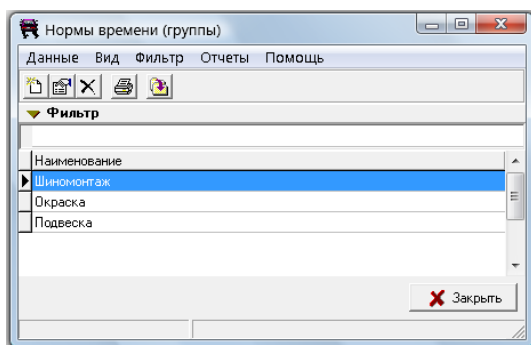 Нормы времени (группы)
Данные Вид Фильтр Отчеты Помощь
Фильтр
Наименование
Шиномонтаж
Окраска
Подвеска
Закрыть